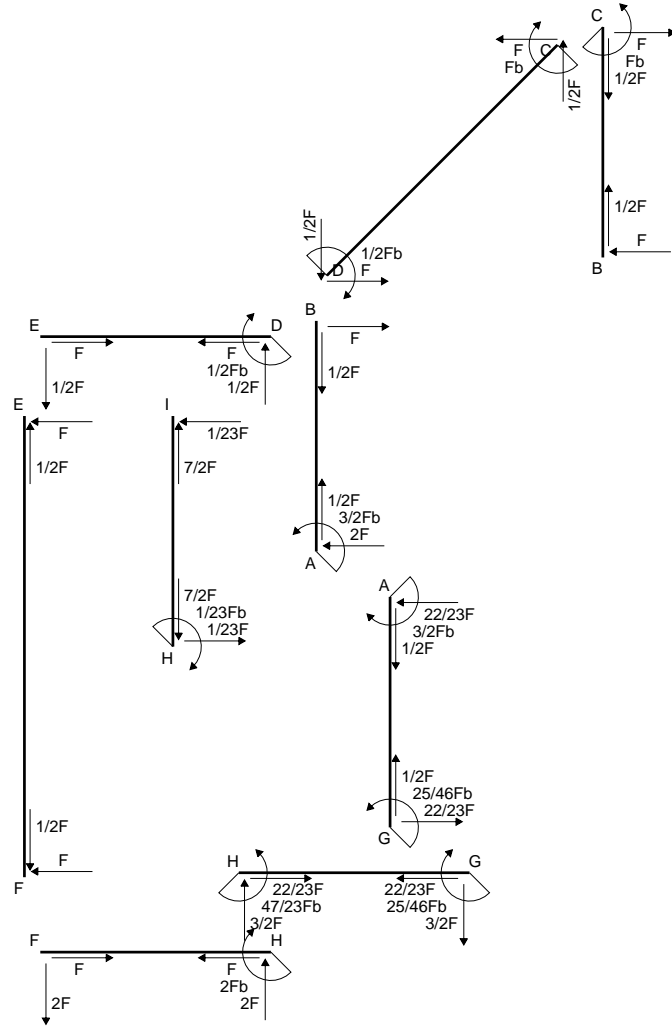 C
F
C
F
Fb
1/2F
F
Fb
1/2F
1/2F
F
B
1/2F
1/2Fb
D
F
E
D
F
F
1/2Fb
1/2F
1/2F
B
F
1/2F
1/2F
3/2Fb
2F
A
E
F
1/2F
1/2F
F
F
I
1/23F
7/2F
7/2F
1/23Fb
1/23F
H
A
22/23F
3/2Fb
1/2F
1/2F
25/46Fb
22/23F
G
H
G
22/23F
47/23Fb
3/2F
22/23F
25/46Fb
3/2F
F
H
F
F
2Fb
2F
2F